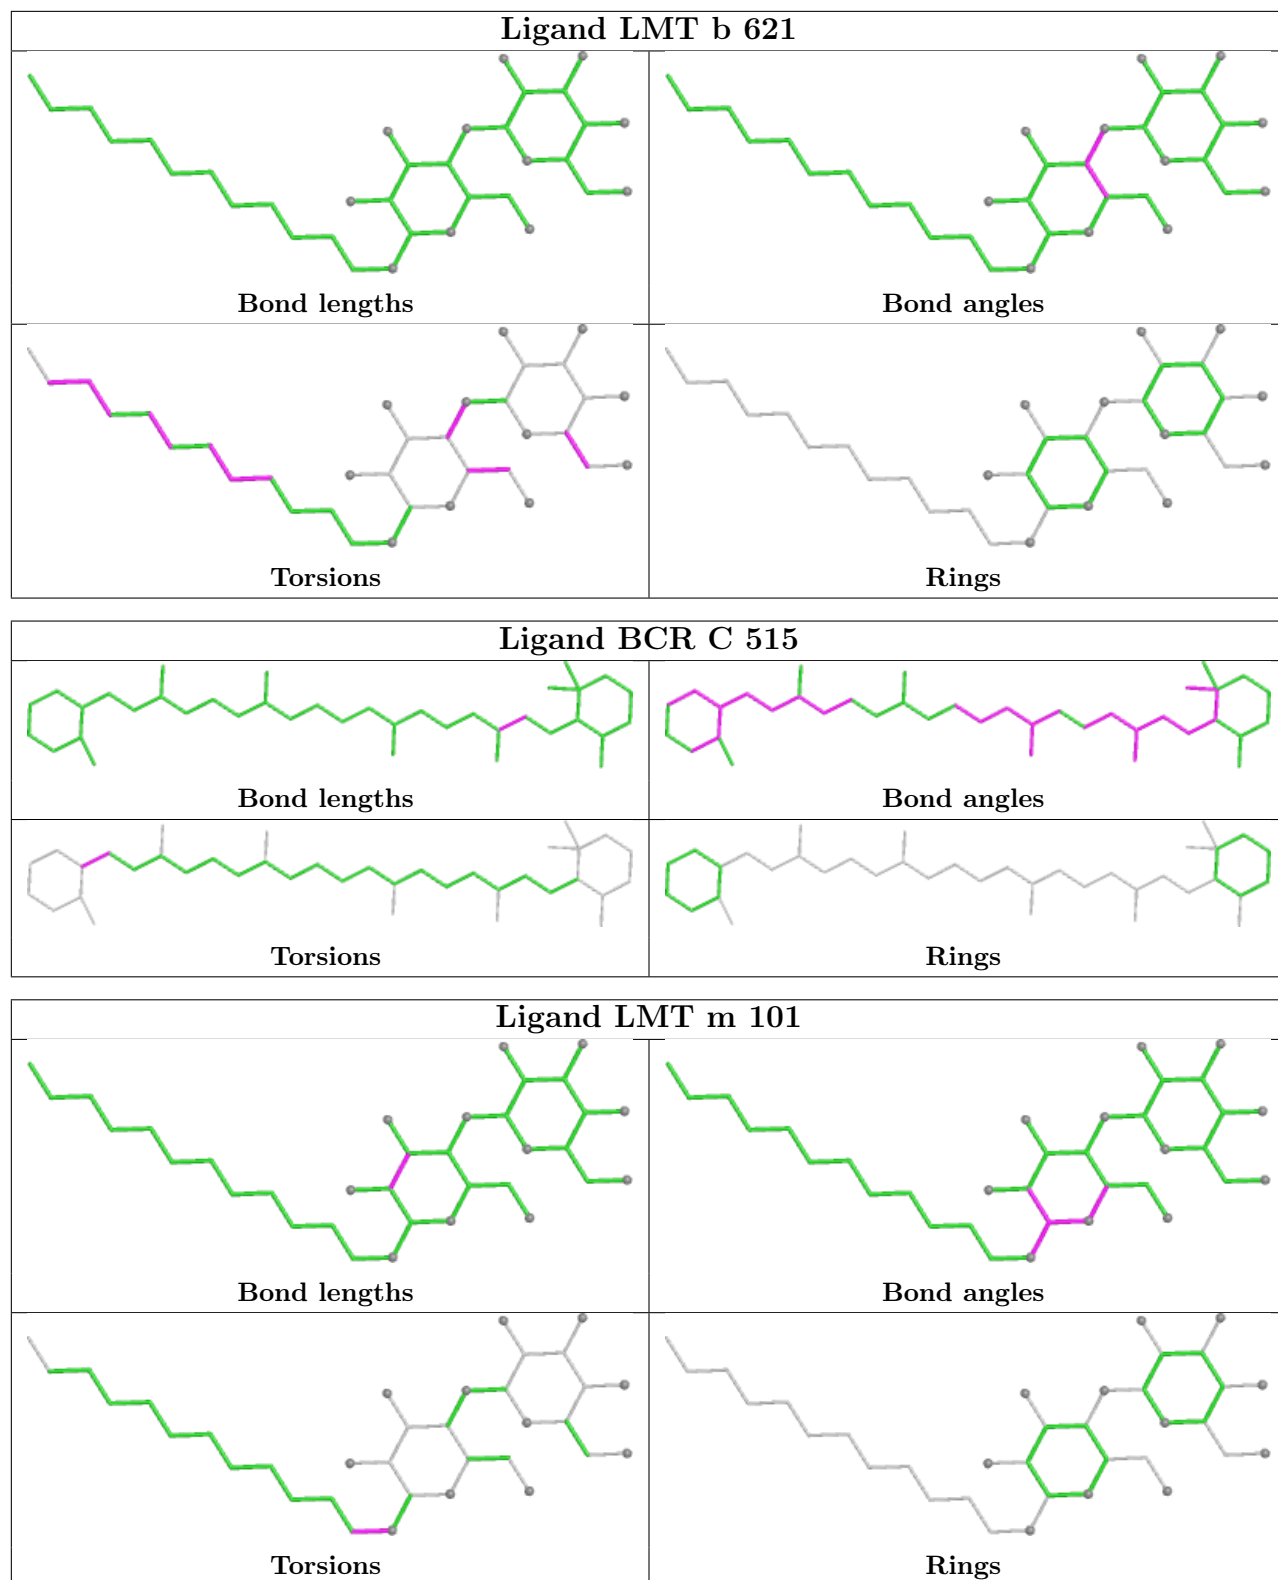 Ligand LMT b 621
Bond lengths
Bond angles
Torsions
Rings
Ligand BCR C 515
Bond lengths
Bond angles
Torsions
Rings
Ligand LMT m 101
Bond lengths
Bond angles
Torsions
Rings